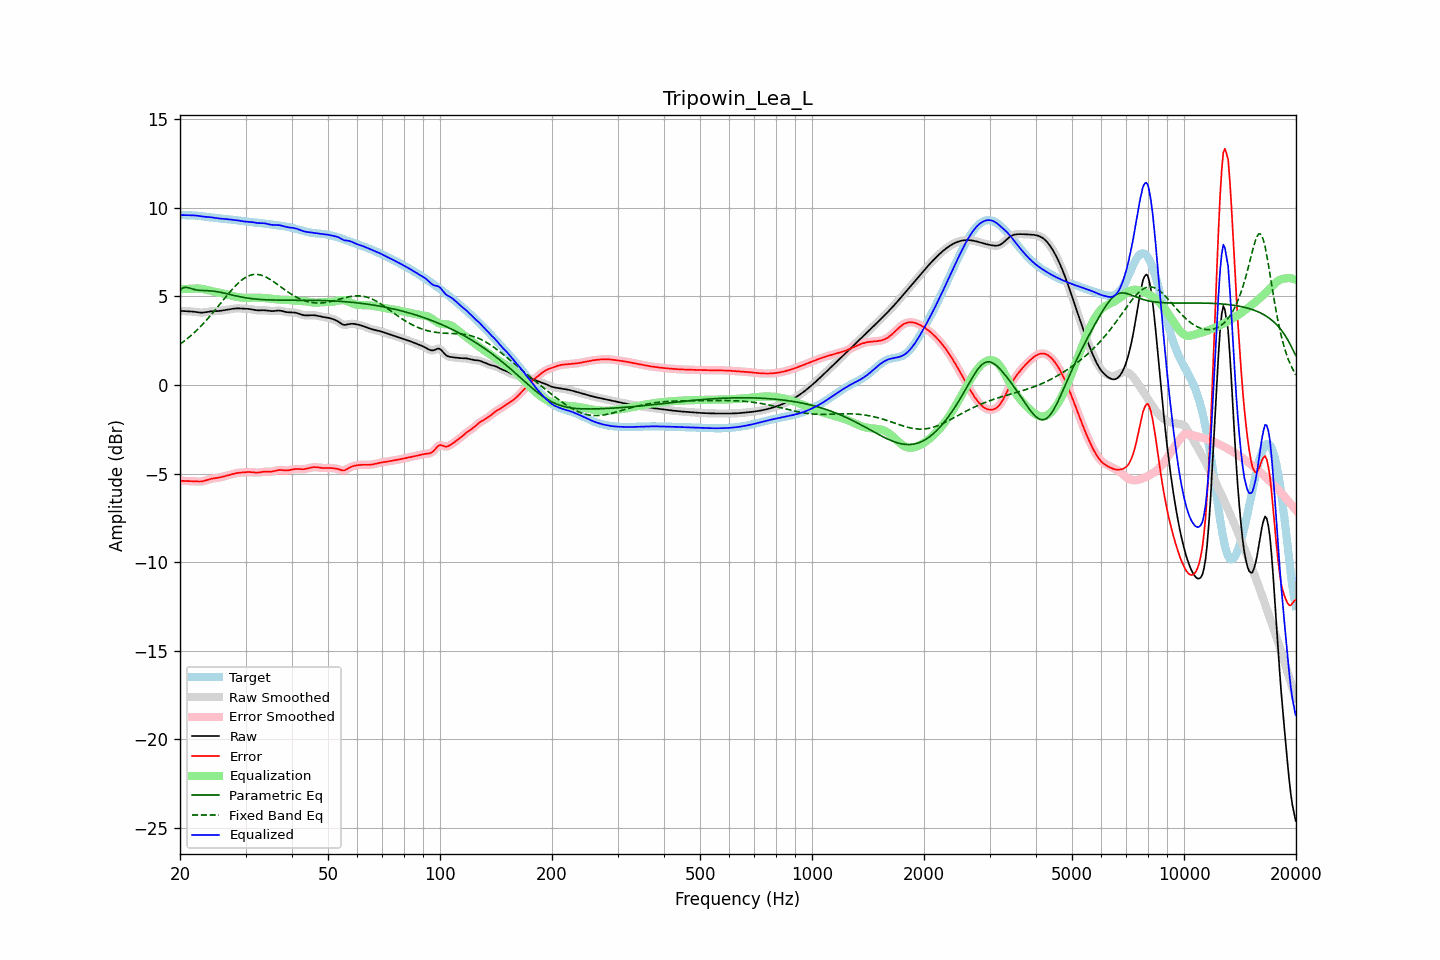 Tripowin_Lea_L
15
10
5
0
−5
−10
−15
−20
−25
Amplitude (dBr)
Target
Raw Smoothed
Error Smoothed
Raw
Error
Equalization
Parametric Eq
Fixed Band Eq
Equalized
20 50 100 200 500 1000 2000 5000 10000 20000
Frequency (Hz)